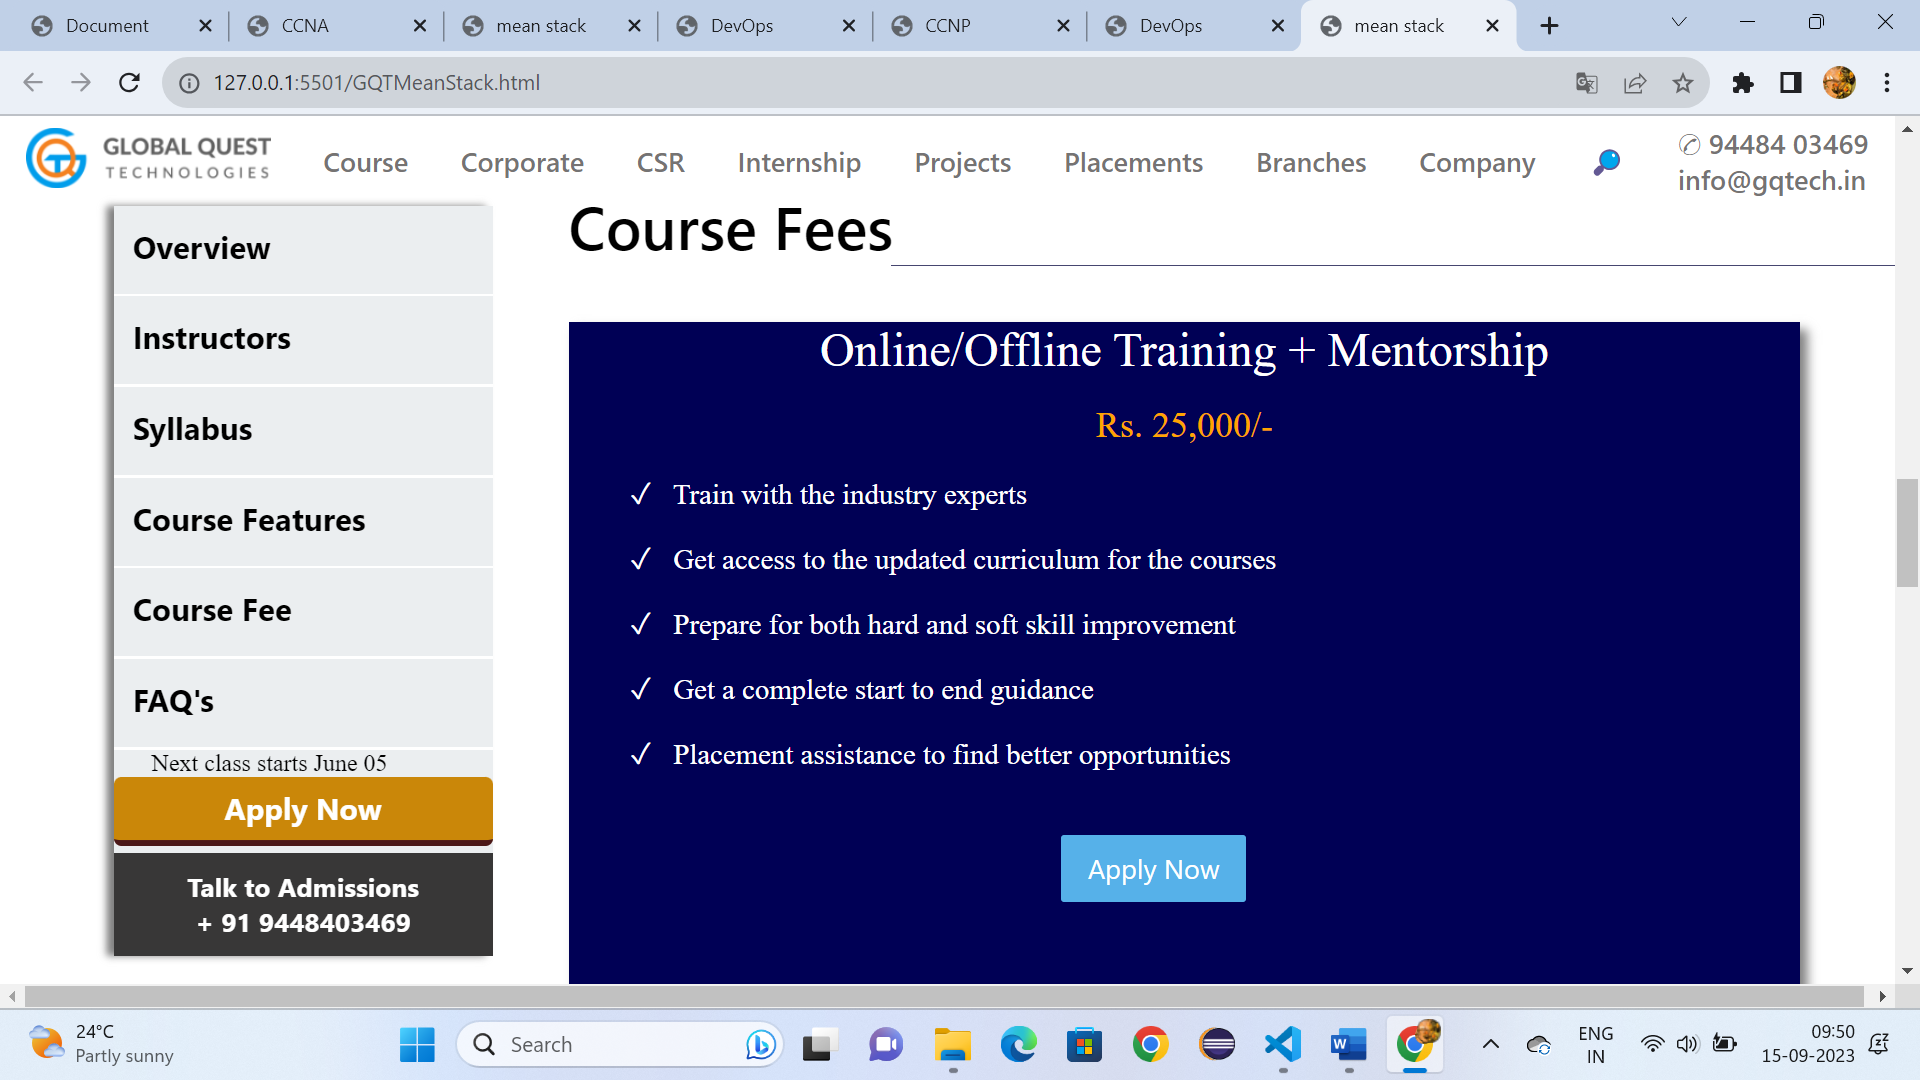 Document
CCNA
mean stack
DevOps
CCNP
DevOps
mean stack
127.0.0.1:5501/GQTMeanStack.html
GLOBAL QUEST
TECHNOLOGIES
Course
Corporate
CSR
Internship
Projects
Placements
Branches
Company
✆ 94484 03469
info@gqtech.in
Overview
Instructors
Syllabus
Course Features
Course Fee
FAQ's
Next class starts June 05
Apply Now
Talk to Admissions
+ 91 9448403469
Course Fees
Online/Offline Training + Mentorship
Rs. 25,000/-
✓ Train with the industry experts
✓ Get access to the updated curriculum for the courses
✓ Prepare for both hard and soft skill improvement
✓ Get a complete start to end guidance
✓ Placement assistance to find better opportunities
Apply Now
24°C
Partly sunny
Search
ENG
IN
09:50
15-09-2023